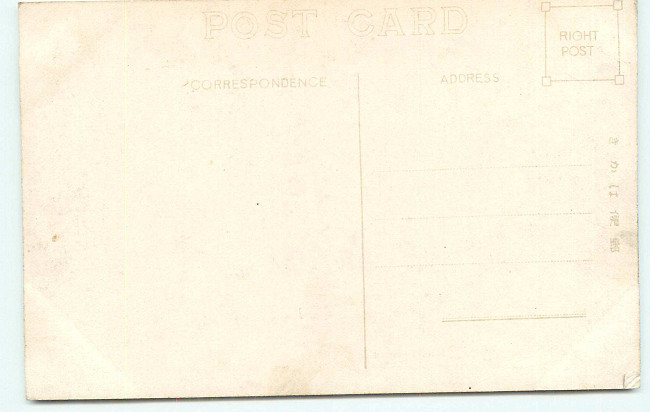 POST CARD
CORRESPONDENCE
ADDRESS
RIGHT
POST